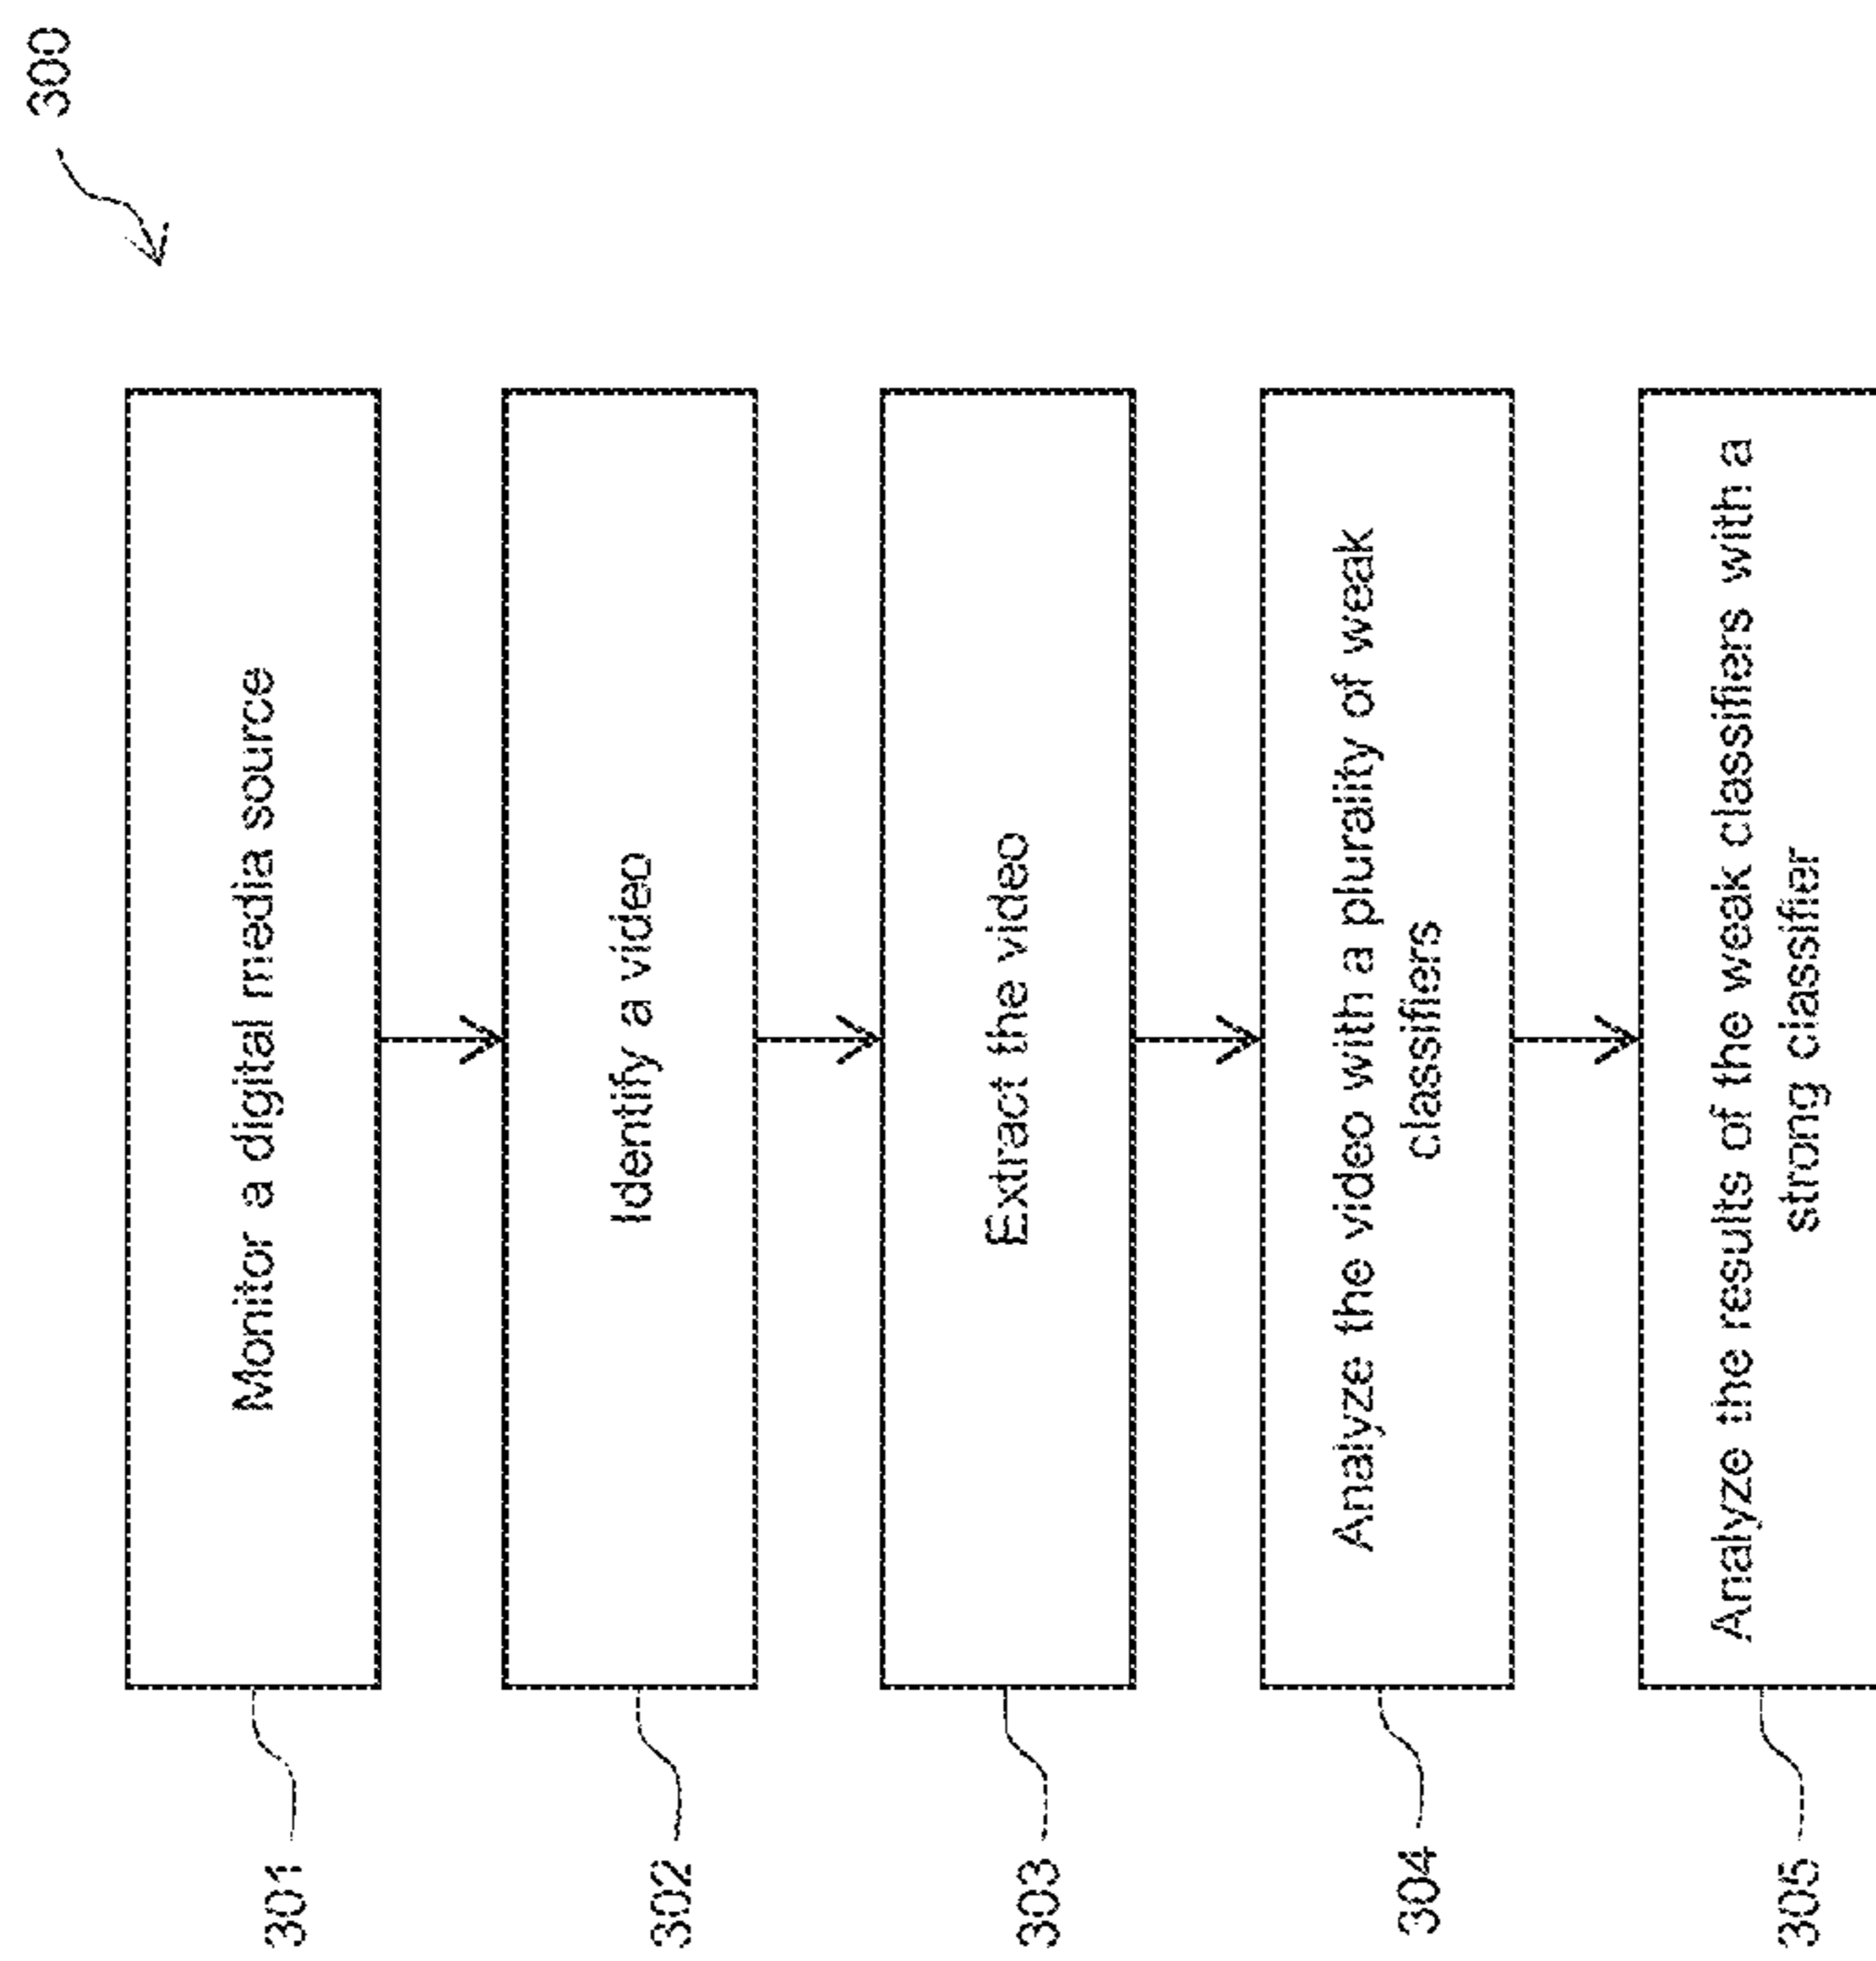 300
301
Monitor a digital media source
302
Identify a video
303
Extract the video
304
Analyze the video with a plurality of weak
classifiers
305
Analyze the results of the weak classifiers with a
strong classifier